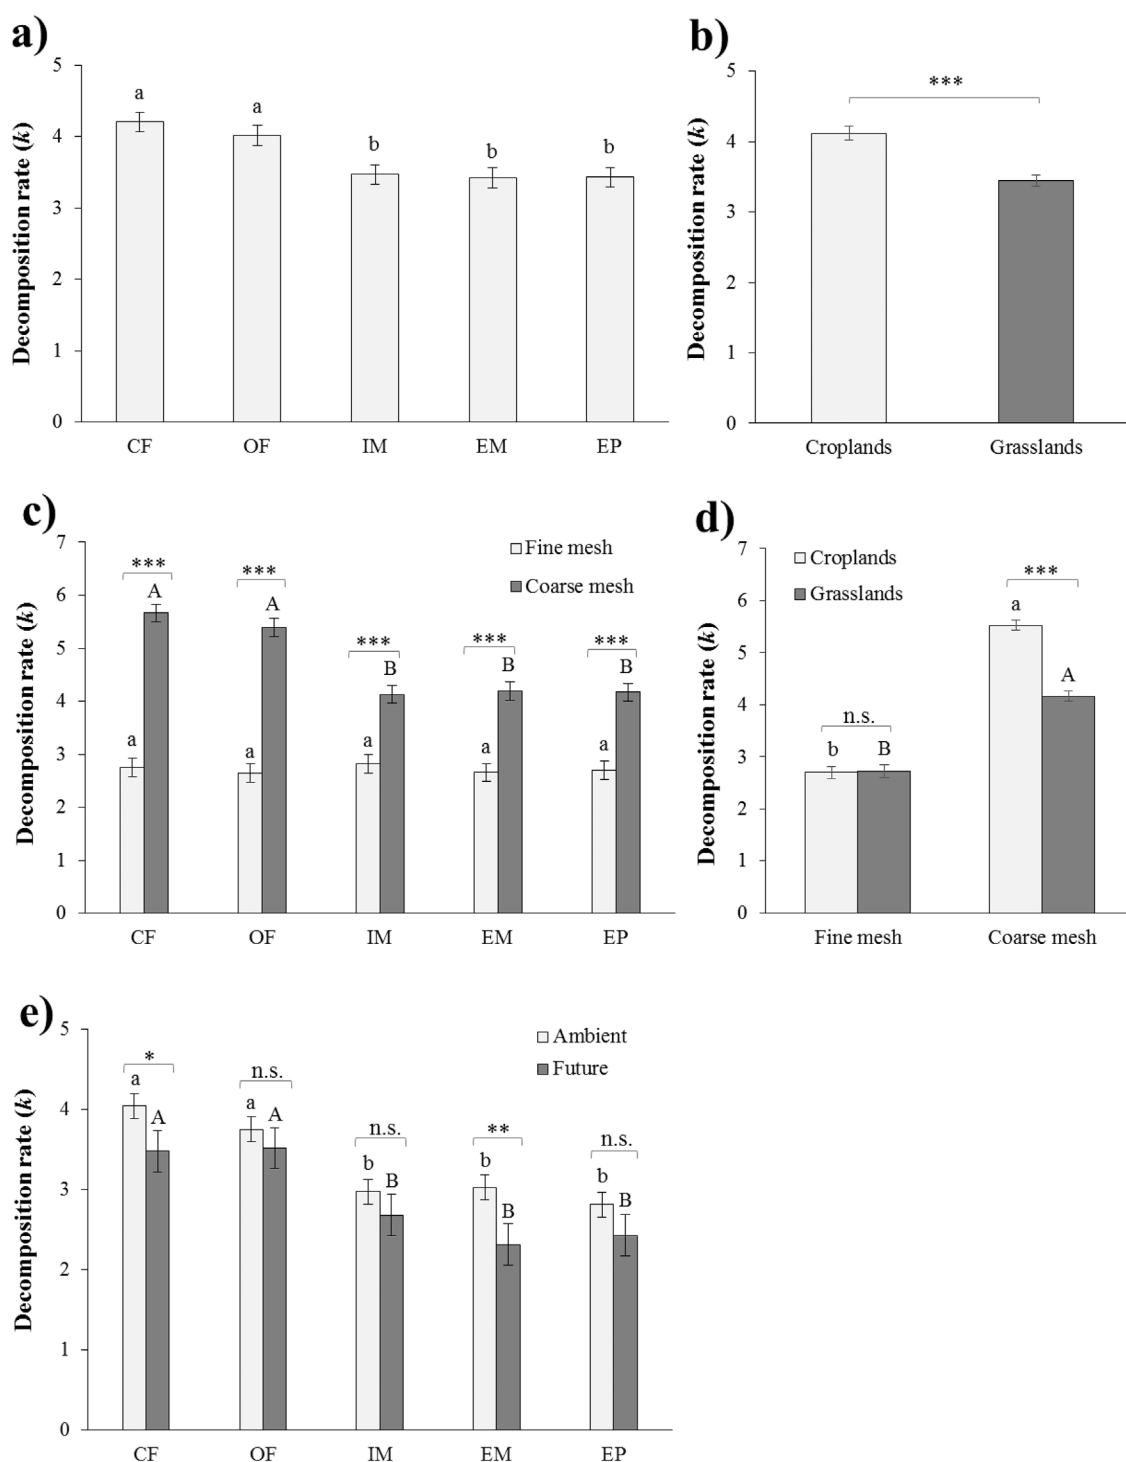 a)
Decomposition rate (k)
5
4
3
2
1
0
a
a
b
b
b
CF OF IM EM EP
b)
Decomposition rate (k)
5
4
3
2
1
0
***
Croplands Grasslands
c)
Decomposition rate (k)
7
6
5
4
3
2
1
0
Fine mesh
Coarse mesh
*** *** *** *** ***
A A B B B
a a a a a
CF OF IM EM EP
d)
Decomposition rate (k)
7
6
5
4
3
2
1
0
Croplands
Grasslands
n.s. ***
b B a A
Fine mesh Coarse mesh
e)
Decomposition rate (k)
5
4
3
2
1
0
Ambient
Future
* n.s. n.s. ** n.s.
a A a A b B b B b B
CF OF IM EM EP